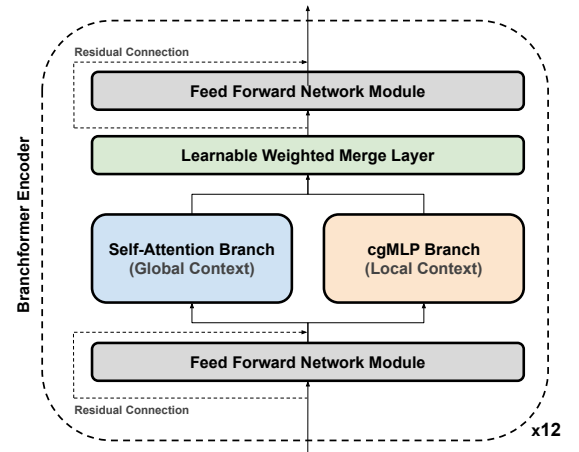 Residual Connection
Feed Forward Network Module
Learnable Weighted Merge Layer
Branchformer Encoder
Self-Attention Branch
(Global Context)
cgMLP Branch
(Local Context)
Feed Forward Network Module
Residual Connection
x12